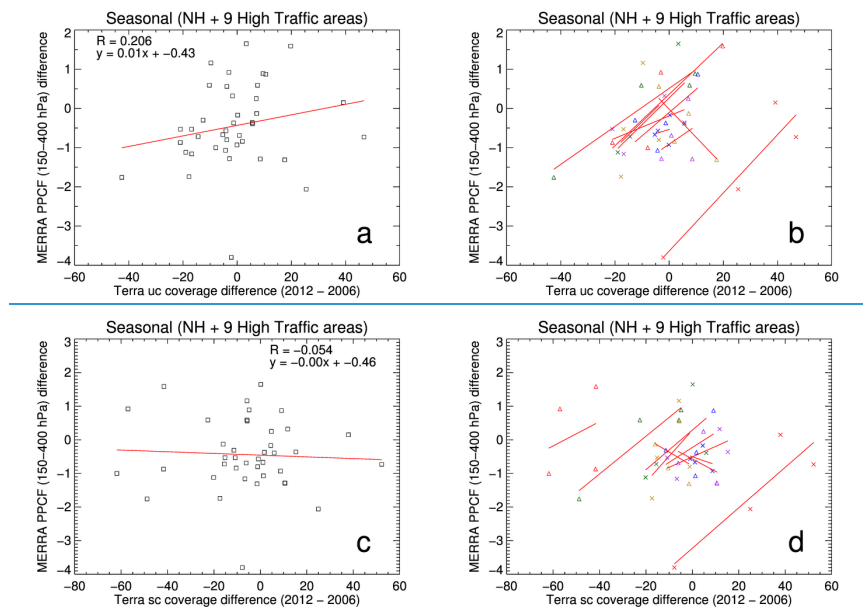 Seasonal (NH + 9 High Traffic areas)
R = 0.206
y = 0.01x + −0.43
MERRA PPCF (150−400 hPa) difference
2
1
0
−1
−2
−3
−4
a
−60 −40 −20 0 20 40 60
Terra uc coverage difference (2012 − 2006)
Seasonal (NH + 9 High Traffic areas)
MERRA PPCF (150−400 hPa) difference
2
1
0
−1
−2
−3
−4
b
−60 −40 −20 0 20 40 60
Terra uc coverage difference (2012 − 2006)
Seasonal (NH + 9 High Traffic areas)
R = −0.054
y = −0.00x + −0.46
MERRA PPCF (150−400 hPa) difference
2
1
0
−1
−2
−3
−4
c
−80 −60 −40 −20 0 20 40 60
Terra sc coverage difference (2012 − 2006)
Seasonal (NH + 9 High Traffic areas)
MERRA PPCF (150−400 hPa) difference
2
1
0
−1
−2
−3
−4
d
−80 −60 −40 −20 0 20 40 60
Terra sc coverage difference (2012 − 2006)